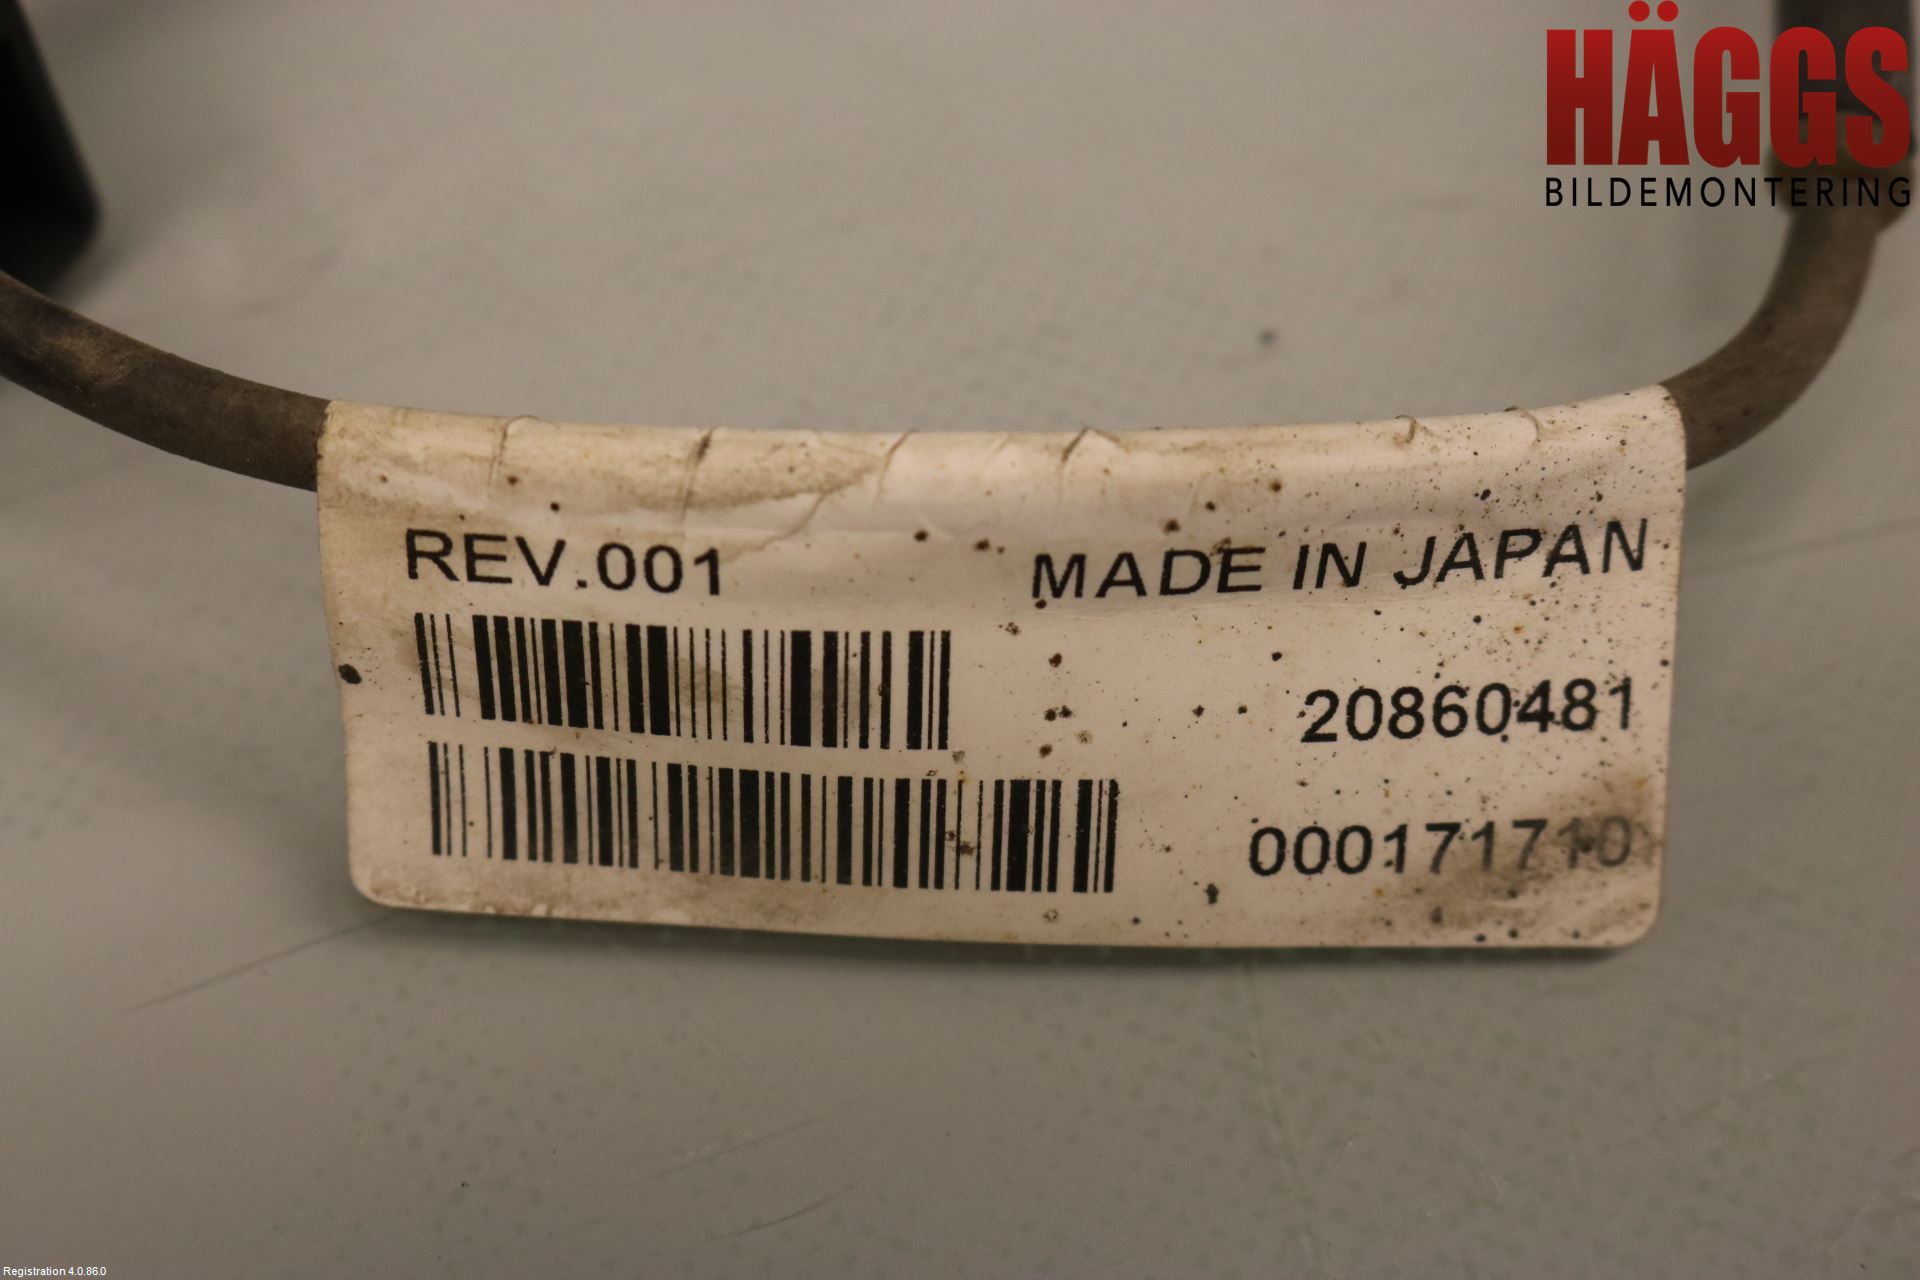 HÄGGS
BILDEMONTERING
REV.001 MADE IN JAPAN
20860481
000171710
Registration 4.0.86.0